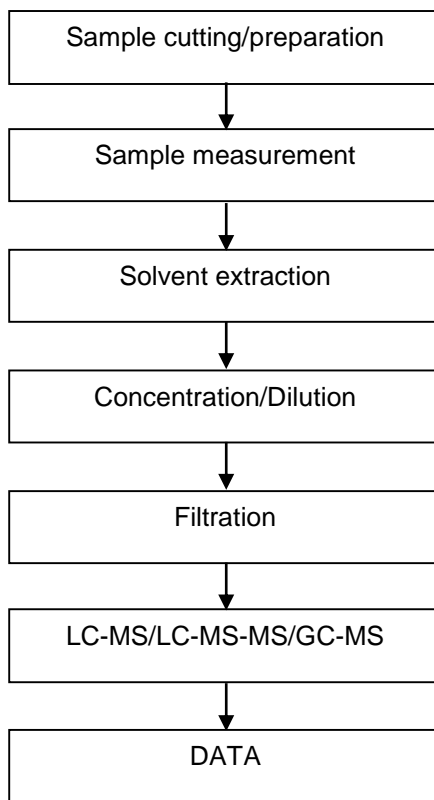 Sample cutting/preparation
Sample measurement
Solvent extraction
Concentration/Dilution
Filtration
LC-MS/LC-MS-MS/GC-MS
DATA